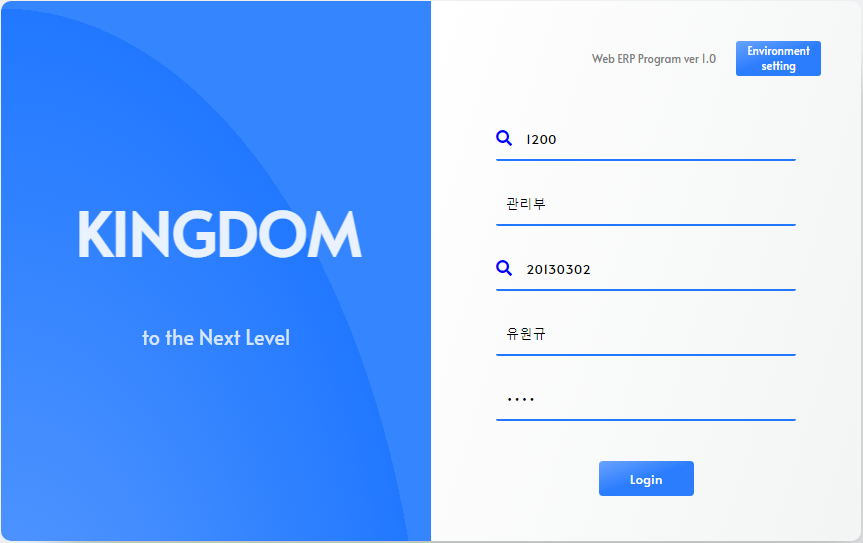 KINGDOM
to the Next Level
Web ERP Program ver 1.0
Environment
setting
1200
관리부
20130302
유원규
••••
Login